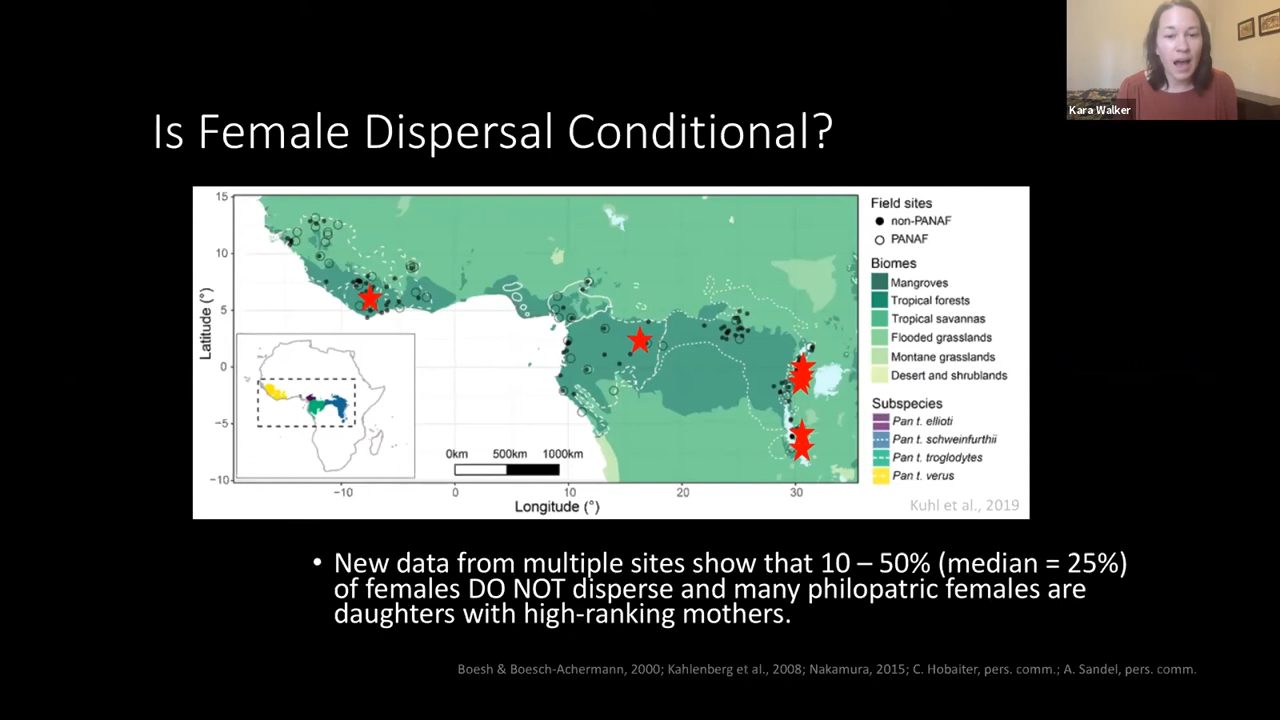 Kara Walker
Is Female Dispersal Conditional?
15
10
5
0
−5
−10
Latitude (°)
−10
0
10
20
30
Longitude (°)
0km 500km 1000km
Field sites
non-PANAF
PANAF
Biomes
Mangroves
Tropical forests
Tropical savannas
Flooded grasslands
Montane grasslands
Desert and shrublands
Subspecies
Pan t. ellioti
Pan t. schweinfurthii
Pan t. troglodytes
Pan t. verus
Kuhl et al., 2019
• New data from multiple sites show that 10 – 50% (median = 25%)
of females DO NOT disperse and many philopatric females are
daughters with high-ranking mothers.
Boesh & Boesch-Achermann, 2000; Kahlenberg et al., 2008; Nakamura, 2015; C. Hobaiter, pers. comm.; A. Sandel, pers. comm.